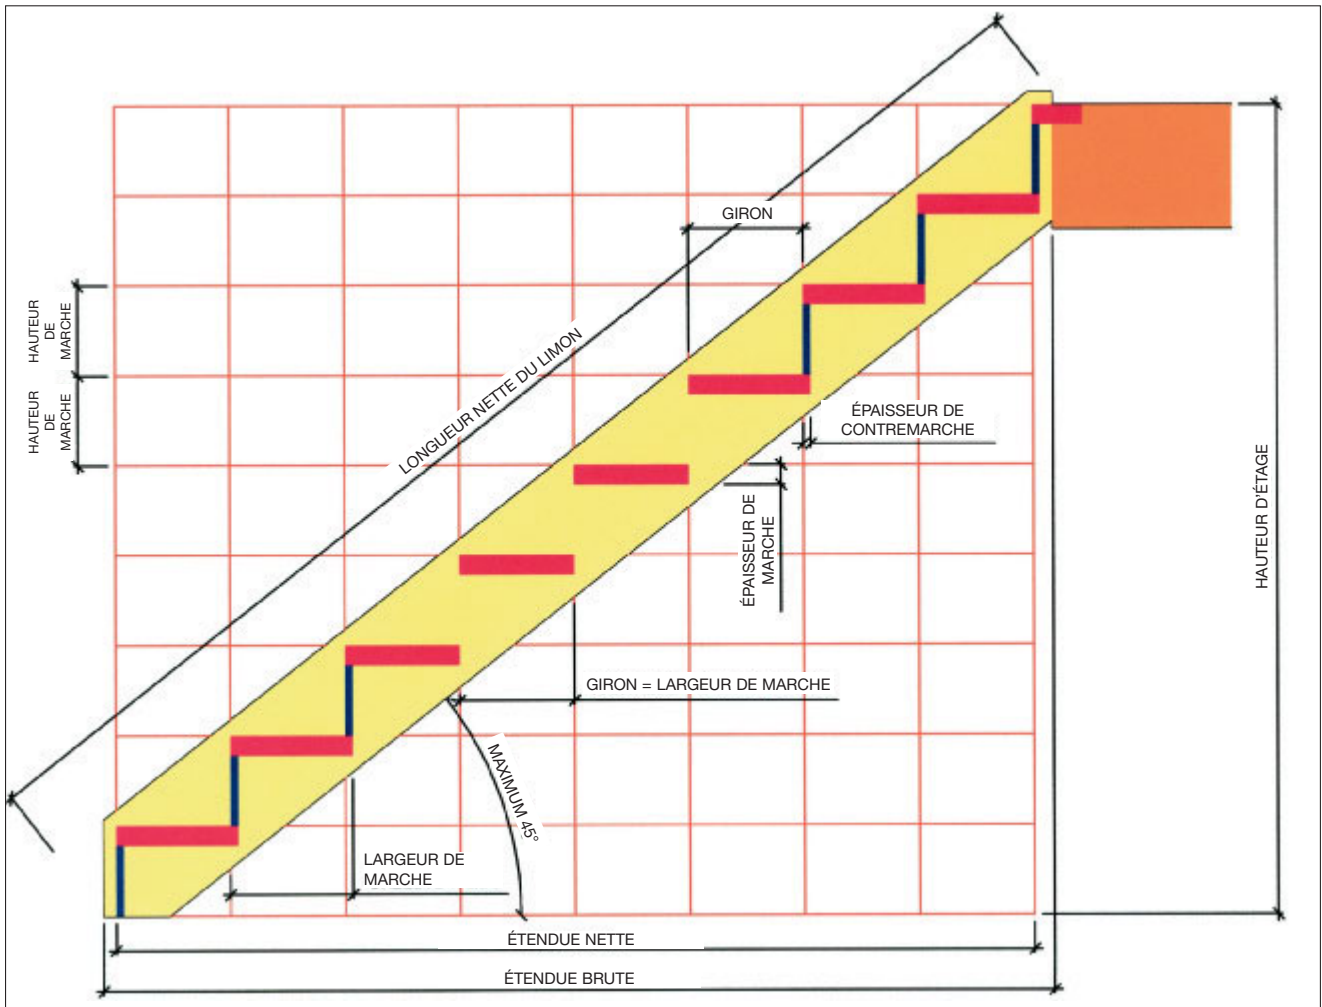 GIRON
HAUTEUR
DE
MARCHE
HAUTEUR
DE
MARCHE
LONGUEUR NETTE DU LIMON
ÉPAISSEUR DE
CONTREMARCHE
ÉPAISSEUR DE
MARCHE
HAUTEUR D'ÉTAGE
GIRON = LARGEUR DE MARCHE
MAXIMUM 45°
LARGEUR DE
MARCHE
ÉTENDUE NETTE
ÉTENDUE BRUTE